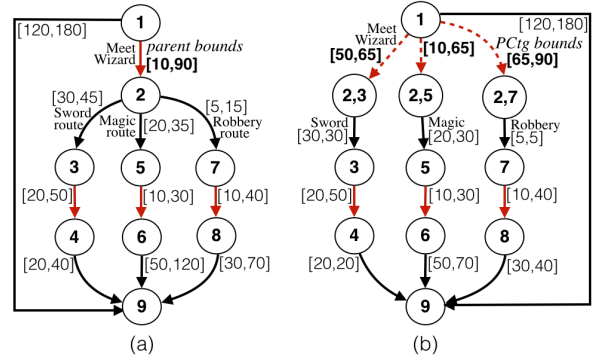 1
[120,180]
Meet
Wizard
parent bounds
[10,90]
2
[30,45]
Sword
route
Magic
route
[20,35]
[5,15]
Robbery
route
3
5
7
[20,50]
[10,30]
[10,40]
4
6
8
[20,40]
[50,120]
[30,70]
9
(a)
1
[120,180]
Meet
Wizard
[50,65]
[10,65]
PCtg bounds
[65,90]
2,3
2,5
2,7
Sword
[30,30]
Magic
[20,30]
Robbery
[5,5]
3
5
7
[20,50]
[10,30]
[10,40]
4
6
8
[20,20]
[50,70]
[30,40]
9
(b)